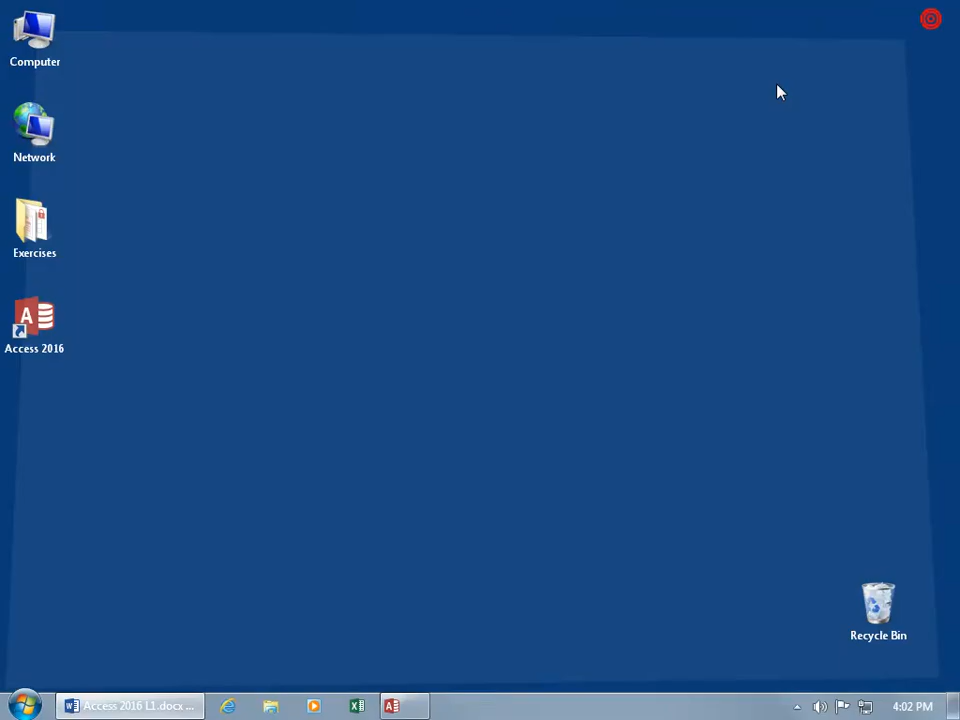 Computer
Network
Exercises
Access 2016
Recycle Bin
Access 2016 L1.docx ...
4:02 PM